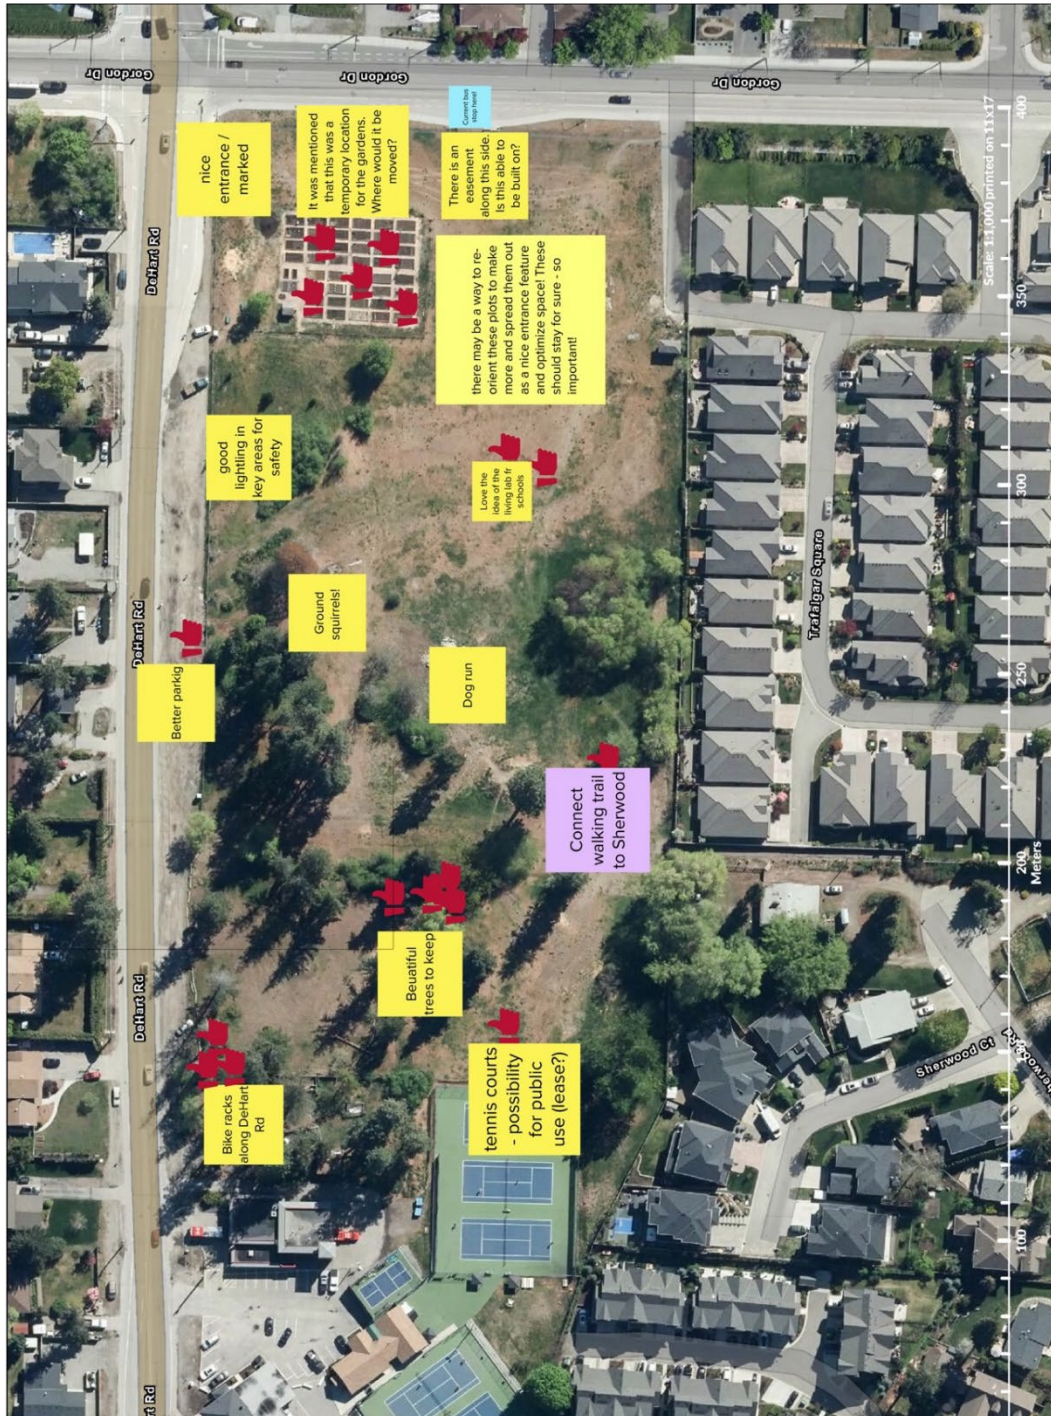 rt Rd
DeHart Rd
DeHart Rd
DeHart Rd
Gordon Dr
Better parkig
nice
entrance /
marked
Bike racks
along DeHart
Rd
good
lightling in
key areas for
safety
Ground
squirrels!
It was mentioned
that this was a
temporary location
for the gardens.
Where would it be
moved?
Gordon Dr
Beuatiful
trees to keep
Dog run
there may be a way to re-
orient these plots to make
more and spread them out
as a nice entrance feature
and optimize space! These
should stay for sure - so
important!
There is an
easement
along this side.
Is this able to
be built on?
Current bus
stop here!
tennis courts
- possibility
for public
use (lease?)
Love the
idea of the
living lab fr
schools
Connect
walking trail
to Sherwood
Gordon Dr
Trafalgar Square
Sherwood Ct
Scale: 1:1,000 printed on 11x17
100
200
250
300
350
400
Meters